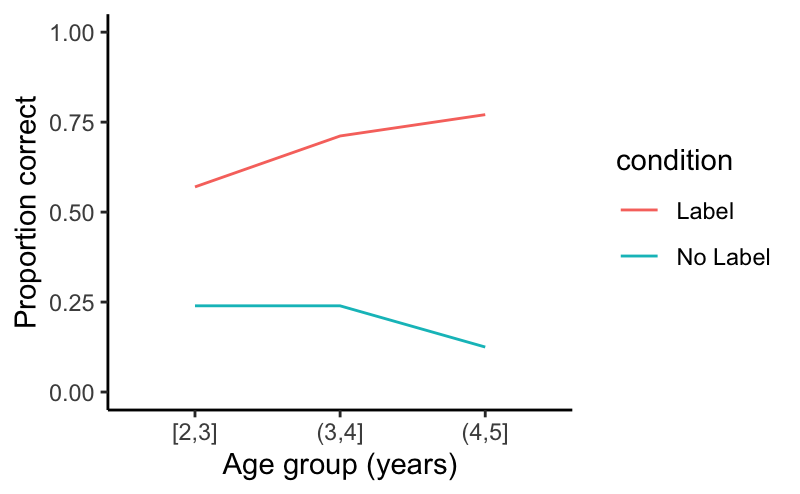 1.00
0.75
0.50
0.25
0.00
Proportion correct
[2,3]
(3,4]
(4,5]
Age group (years)
condition
Label
No Label